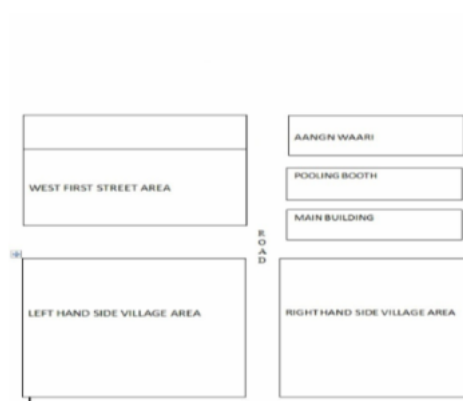 AANGN WAARI
POOLING BOOTH
WEST FIRST STREET AREA
MAIN BUILDING
ROAD
LEFT HAND SIDE VILLAGE AREA
RIGHT HAND SIDE VILLAGE AREA